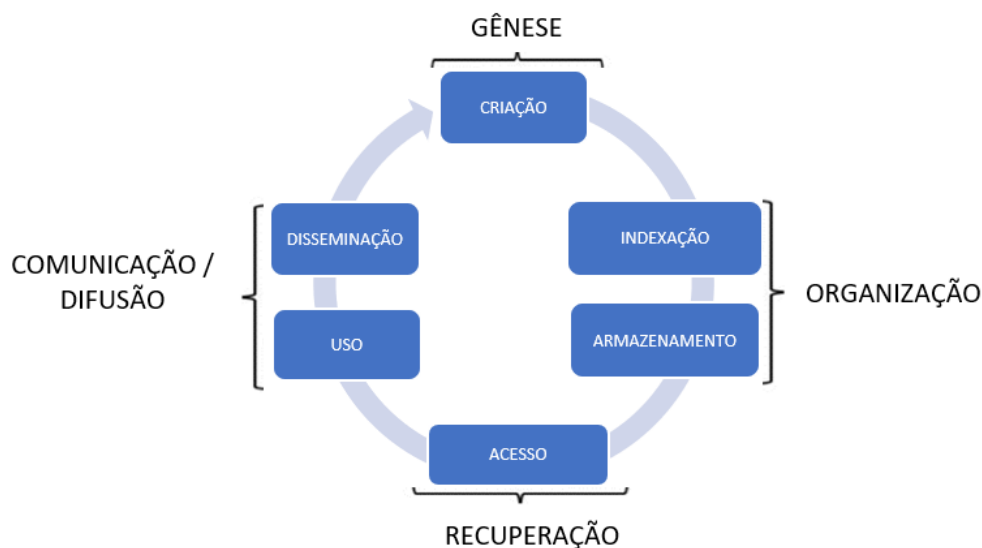 GÊNESE
CRIAÇÃO
DISSEMINAÇÃO
INDEXAÇÃO
COMUNICAÇÃO /
DIFUSÃO
ORGANIZAÇÃO
USO
ARMAZENAMENTO
ACESSO
RECUPERAÇÃO